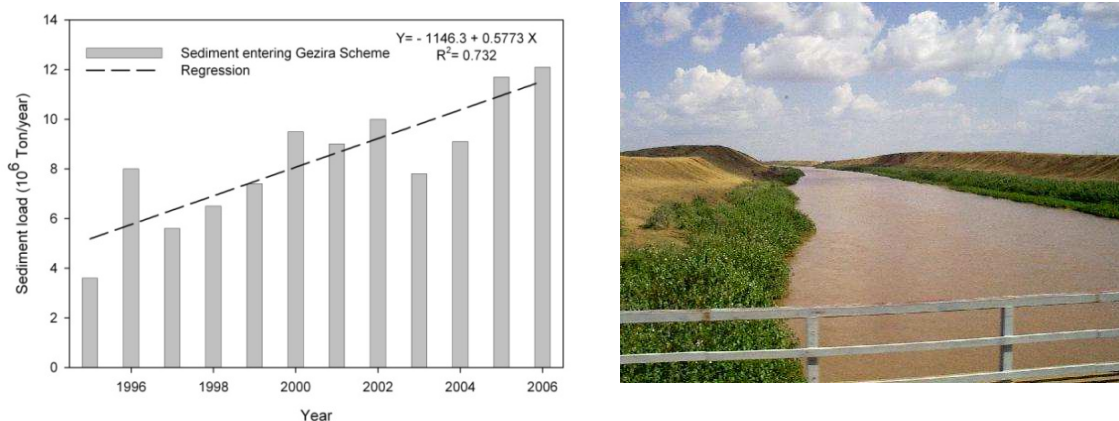 14
12
10
8
6
4
2
0
Sediment load (10⁶ Ton/year)
Y= - 1146.3 + 0.5773 X
R²= 0.732
Sediment entering Gezira Scheme
Regression
1996 1998 2000 2002 2004 2006
Year